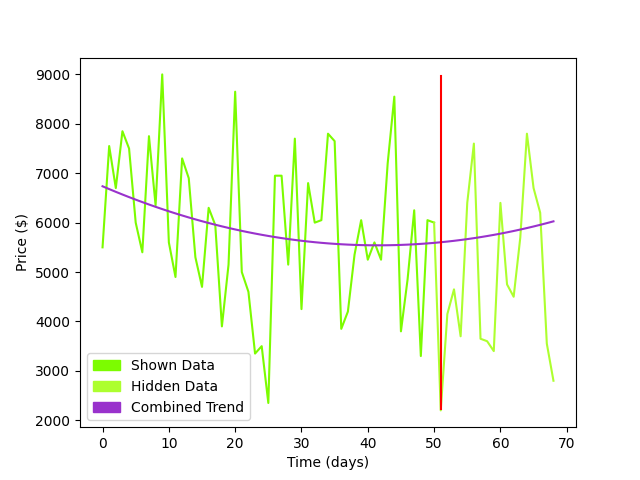 9000
8000
7000
6000
5000
4000
3000
2000
Price ($)
Shown Data
Hidden Data
Combined Trend
0 10 20 30 40 50 60 70
Time (days)